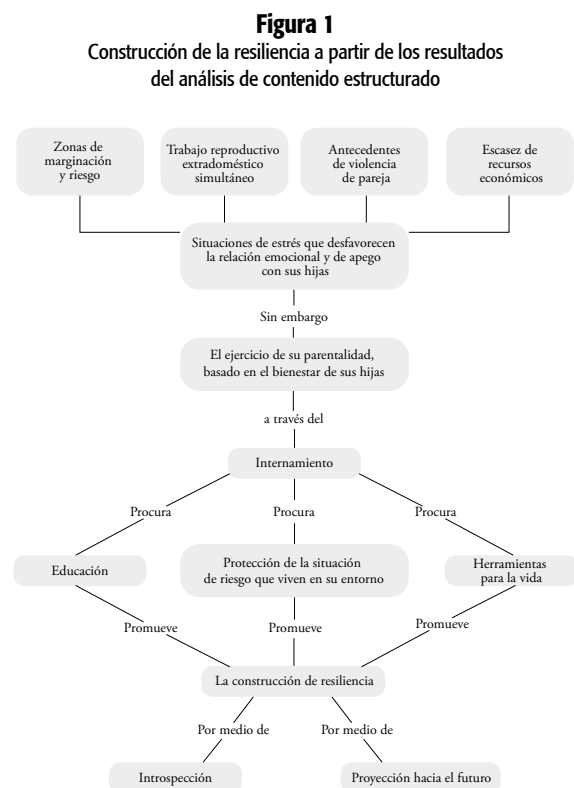 Figura 1
Construcción de la resiliencia a partir de los resultados
del análisis de contenido estructurado
Zonas de
marginación
y riesgo
Trabajo reproductivo
extradoméstico
simultáneo
Antecedentes
de violencia
de pareja
Escasez de
recursos
económicos
Situaciones de estrés que desfavorecen
la relación emocional y de apego
con sus hijas
Sin embargo
El ejercicio de su parentalidad,
basado en el bienestar de sus hijas
a través del
Internamiento
Procura
Procura
Procura
Educación
Protección de la situación
de riesgo que viven en su entorno
Herramientas
para la vida
Promueve
Promueve
Promueve
La construcción de resiliencia
Por medio de
Por medio de
Introspección
Proyección hacia el futuro